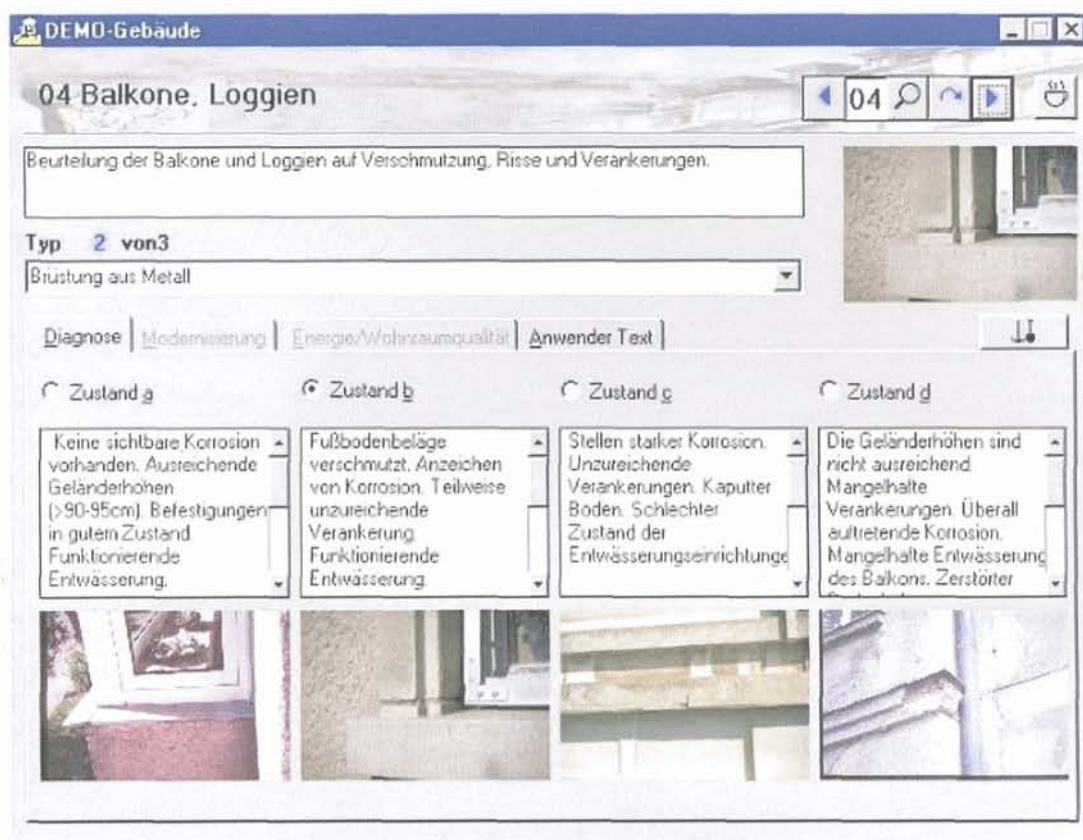 DEMO-Gebäude
04 Balkone, Loggien
04
Beurteilung der Balkone und Loggien auf Verschmutzung, Risse und Verankerungen.
Typ 2 von3
Brüstung aus Metall
Diagnose Modernisierung Energie/Wohnraumqualität Anwender Text
Zustand a
Keine sichtbare Korrosion
vorhanden. Ausreichende
Geländerhöhen
(>90-95cm). Befestigungen
in gutem Zustand.
Funktionierende
Entwässerung.
Zustand b
Fußbodenbeläge
verschmutzt. Anzeichen
von Korrosion. Teilweise
unzureichende
Verankerung.
Funktionierende
Entwässerung.
Zustand c
Stellen starker Korrosion.
Unzureichende
Verankerungen. Kaputter
Boden. Schlechter
Zustand der
Entwässerungseinrichtunge
Zustand d
Die Geländerhöhen sind
nicht ausreichend.
Mangelhafte
Verankerungen. Überall
auftretende Korrosion.
Mangelhafte Entwässerung
des Balkons. Zerstörter